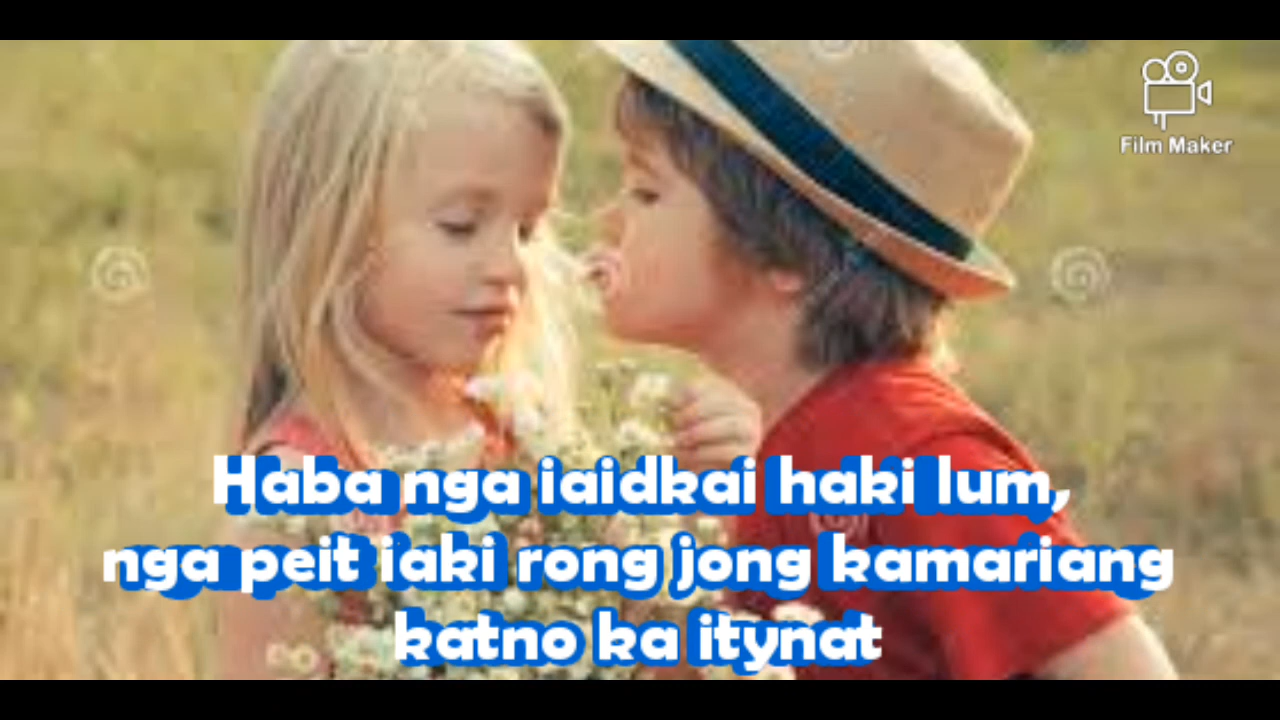 Film Maker
Haba nga iaidkai haki lum,
nga peit iaki rong jong kamariang
katno ka itynat